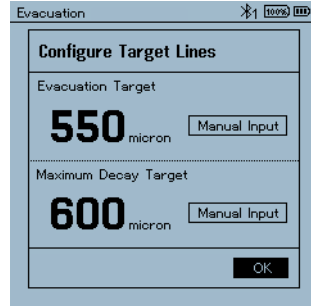 Evacuation 1 100%
Configure Target Lines
Evacuation Target
550 micron Manual Input
Maximum Decay Target
600 micron Manual Input
OK